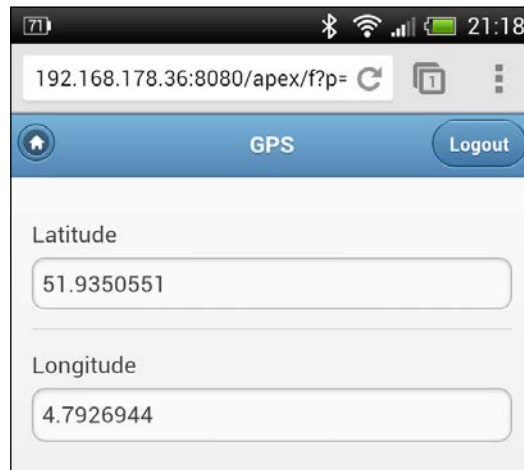 71
21:18
192.168.178.36:8080/apex/f?p=
1
GPS
Logout
Latitude
51.9350551
Longitude
4.7926944